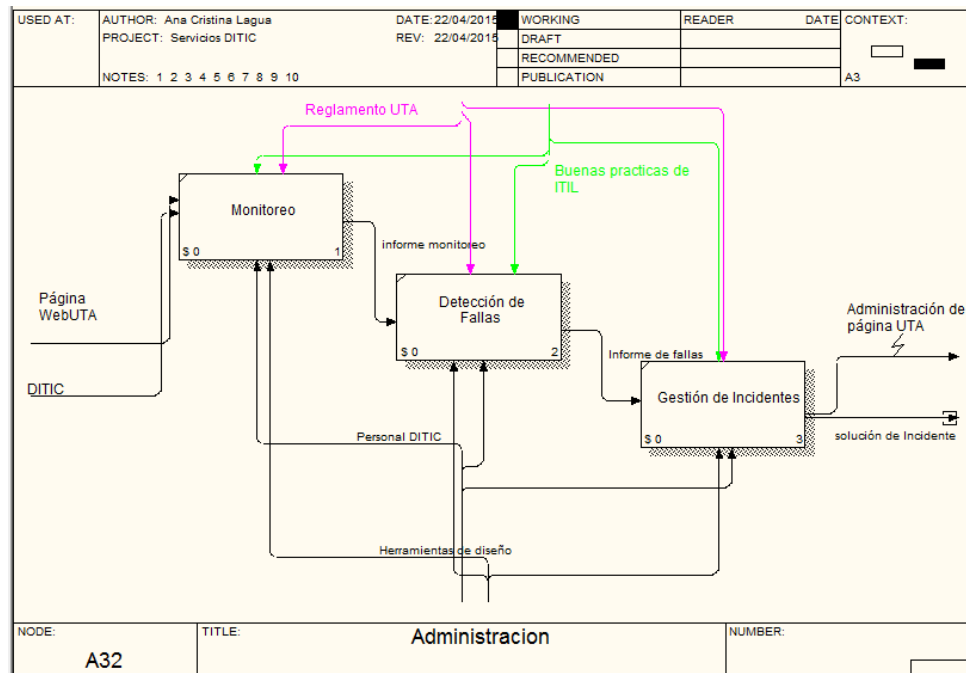 USED AT:
AUTHOR: Ana Cristina Lagua
DATE: 22/04/2015
WORKING
READER
DATE
CONTEXT:
PROJECT: Servicios DITIC
REV: 22/04/2015
DRAFT
RECOMMENDED
NOTES: 1 2 3 4 5 6 7 8 9 10
PUBLICATION
A3
Reglamento UTA
Buenas practicas de
ITIL
Monitoreo
$ 0
1
informe monitoreo
Página
WebUTA
DITIC
Detección de
Fallas
$ 0
2
Informe de fallas
Administración de
página UTA
Gestión de Incidentes
$ 0
3
solución de Incidente
Personal DITIC
Herramientas de diseño
NODE:
TITLE:
NUMBER:
Administracion
A32